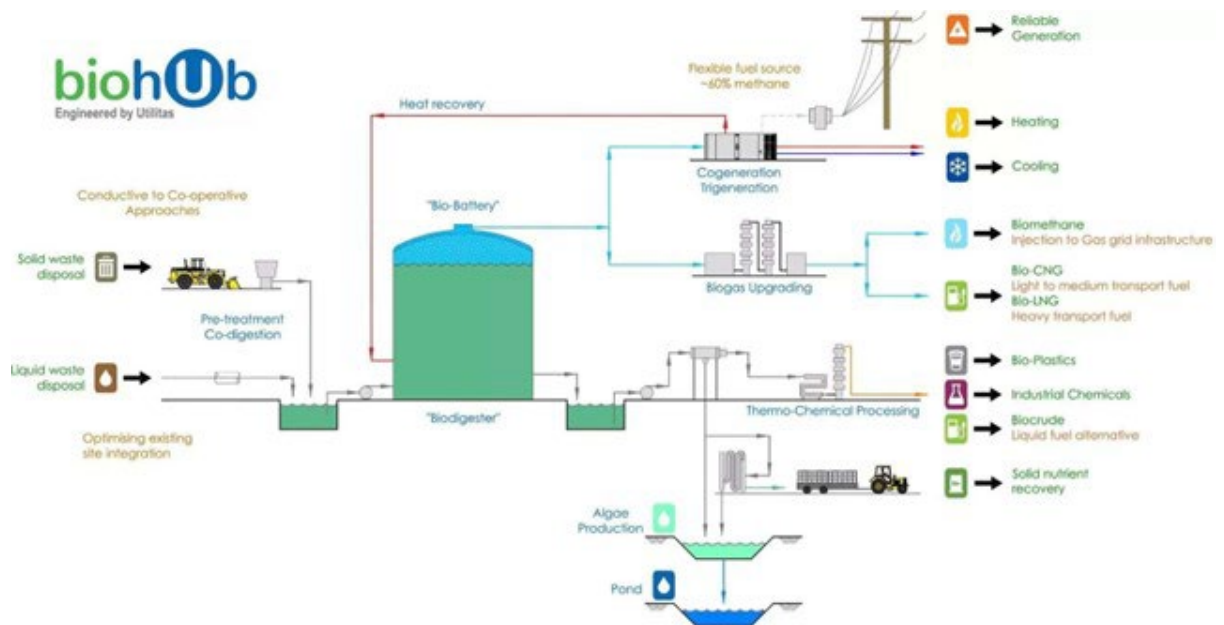 biohUb
Engineered by Utilitas
Conductive to Co-operative
Approaches
Solid waste
disposal
Pre-treatment
Co-digestion
Liquid waste
disposal
Optimising existing
site integration
Heat recovery
"Bio-Battery"
"Biodigester"
Flexible fuel source
~60% methane
Cogeneration
Trigeneration
Biogas Upgrading
Thermo-Chemical Processing
Algae
Production
Pond
Reliable
Generation
Heating
Cooling
Biomethane
Injection to Gas grid infrastructure
Bio-CNG
Light to medium transport fuel
Bio-LNG
Heavy transport fuel
Bio-Plastics
Industrial Chemicals
Biocrude
Liquid fuel alternative
Solid nutrient
recovery